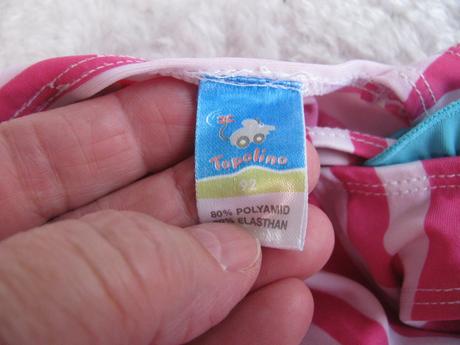 Topolino
92
80% POLYAMID
ELASTHAN